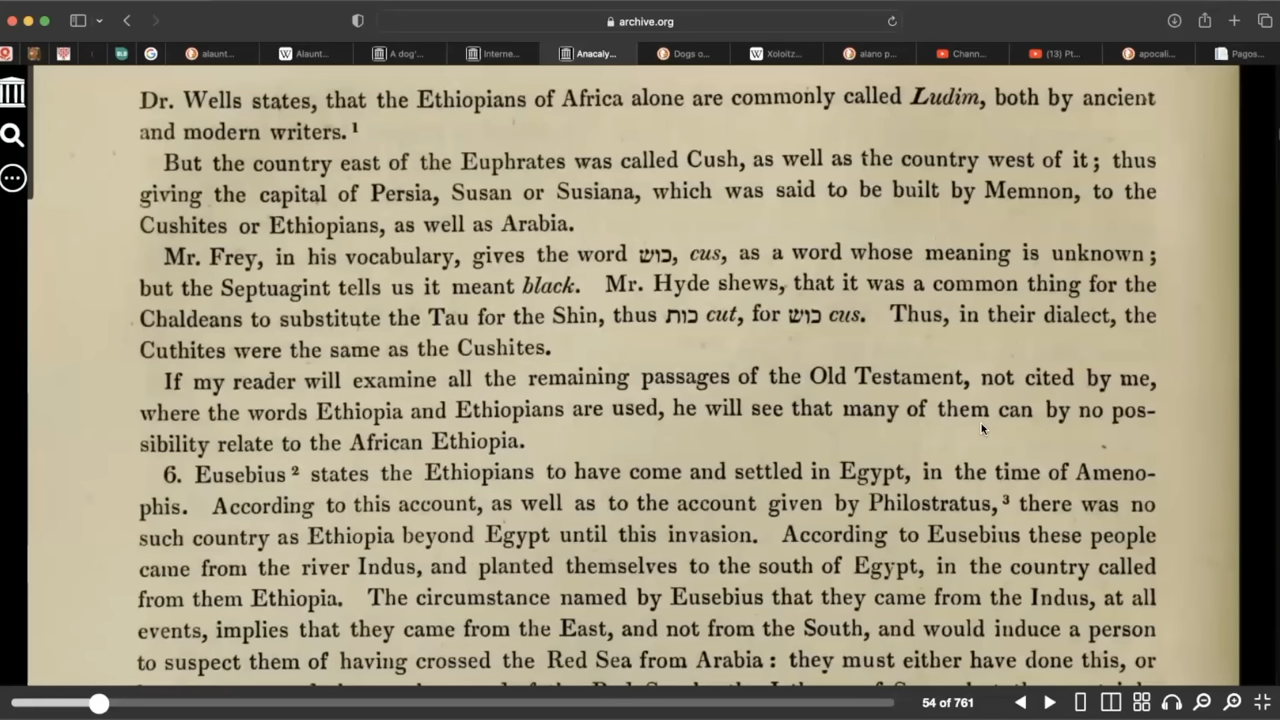 archive.org
alaunt...
Alaunt...
A dog'...
Interne...
Anacaly...
Dogs o...
Xoloitz...
alano p...
Chann...
(13) Pt...
apocali...
Pagos...
Dr. Wells states, that the Ethiopians of Africa alone are commonly called Ludim, both by ancient
and modern writers.¹
But the country east of the Euphrates was called Cush, as well as the country west of it; thus
giving the capital of Persia, Susan or Susiana, which was said to be built by Memnon, to the
Cushites or Ethiopians, as well as Arabia.
Mr. Frey, in his vocabulary, gives the word כוש, cus, as a word whose meaning is unknown;
but the Septuagint tells us it meant black. Mr. Hyde shews, that it was a common thing for the
Chaldeans to substitute the Tau for the Shin, thus כות cut, for כוש cus. Thus, in their dialect, the
Cuthites were the same as the Cushites.
If my reader will examine all the remaining passages of the Old Testament, not cited by me,
where the words Ethiopia and Ethiopians are used, he will see that many of them can by no pos-
sibility relate to the African Ethiopia.
6. Eusebius² states the Ethiopians to have come and settled in Egypt, in the time of Ameno-
phis. According to this account, as well as to the account given by Philostratus,³ there was no
such country as Ethiopia beyond Egypt until this invasion. According to Eusebius these people
came from the river Indus, and planted themselves to the south of Egypt, in the country called
from them Ethiopia. The circumstance named by Eusebius that they came from the Indus, at all
events, implies that they came from the East, and not from the South, and would induce a person
to suspect them of having crossed the Red Sea from Arabia: they must either have done this, or
54 of 761